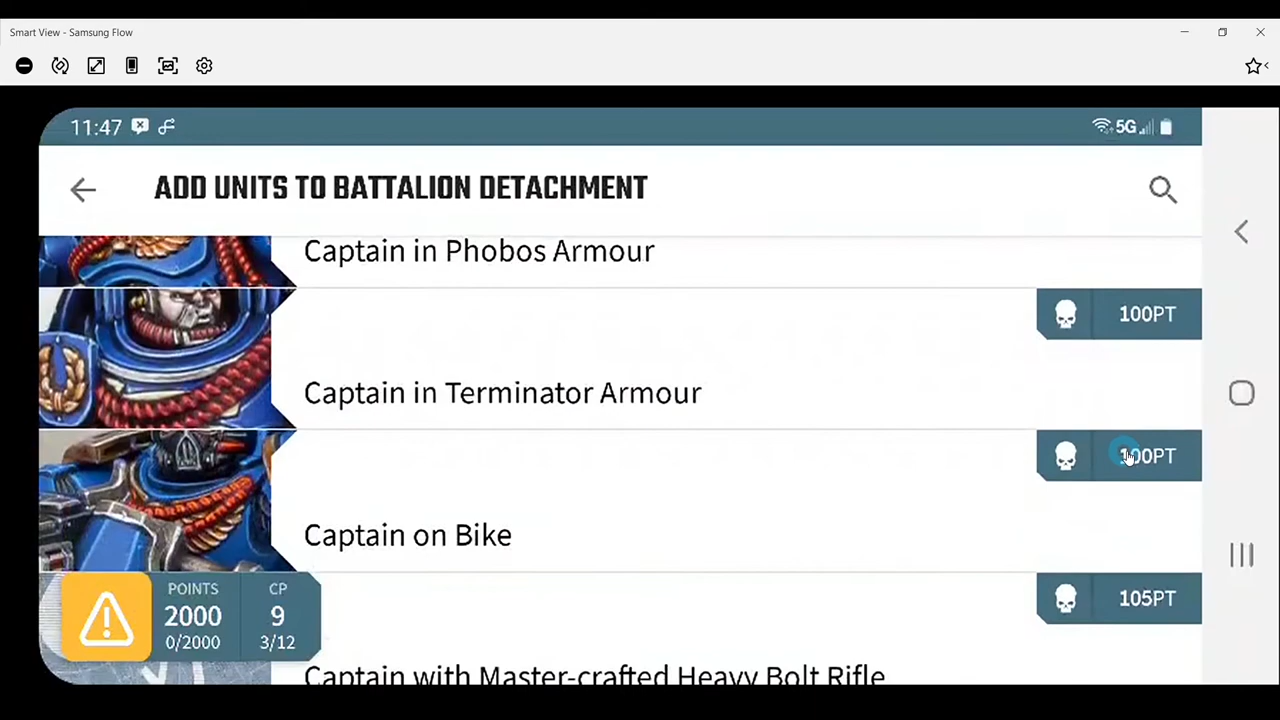 Smart View - Samsung Flow
11:47
5G
ADD UNITS TO BATTALION DETACHMENT
Captain in Phobos Armour
100PT
Captain in Terminator Armour
100PT
Captain on Bike
POINTS
2000
0/2000
CP
9
3/12
105PT
Captain with Master-crafted Heavy Bolt Rifle